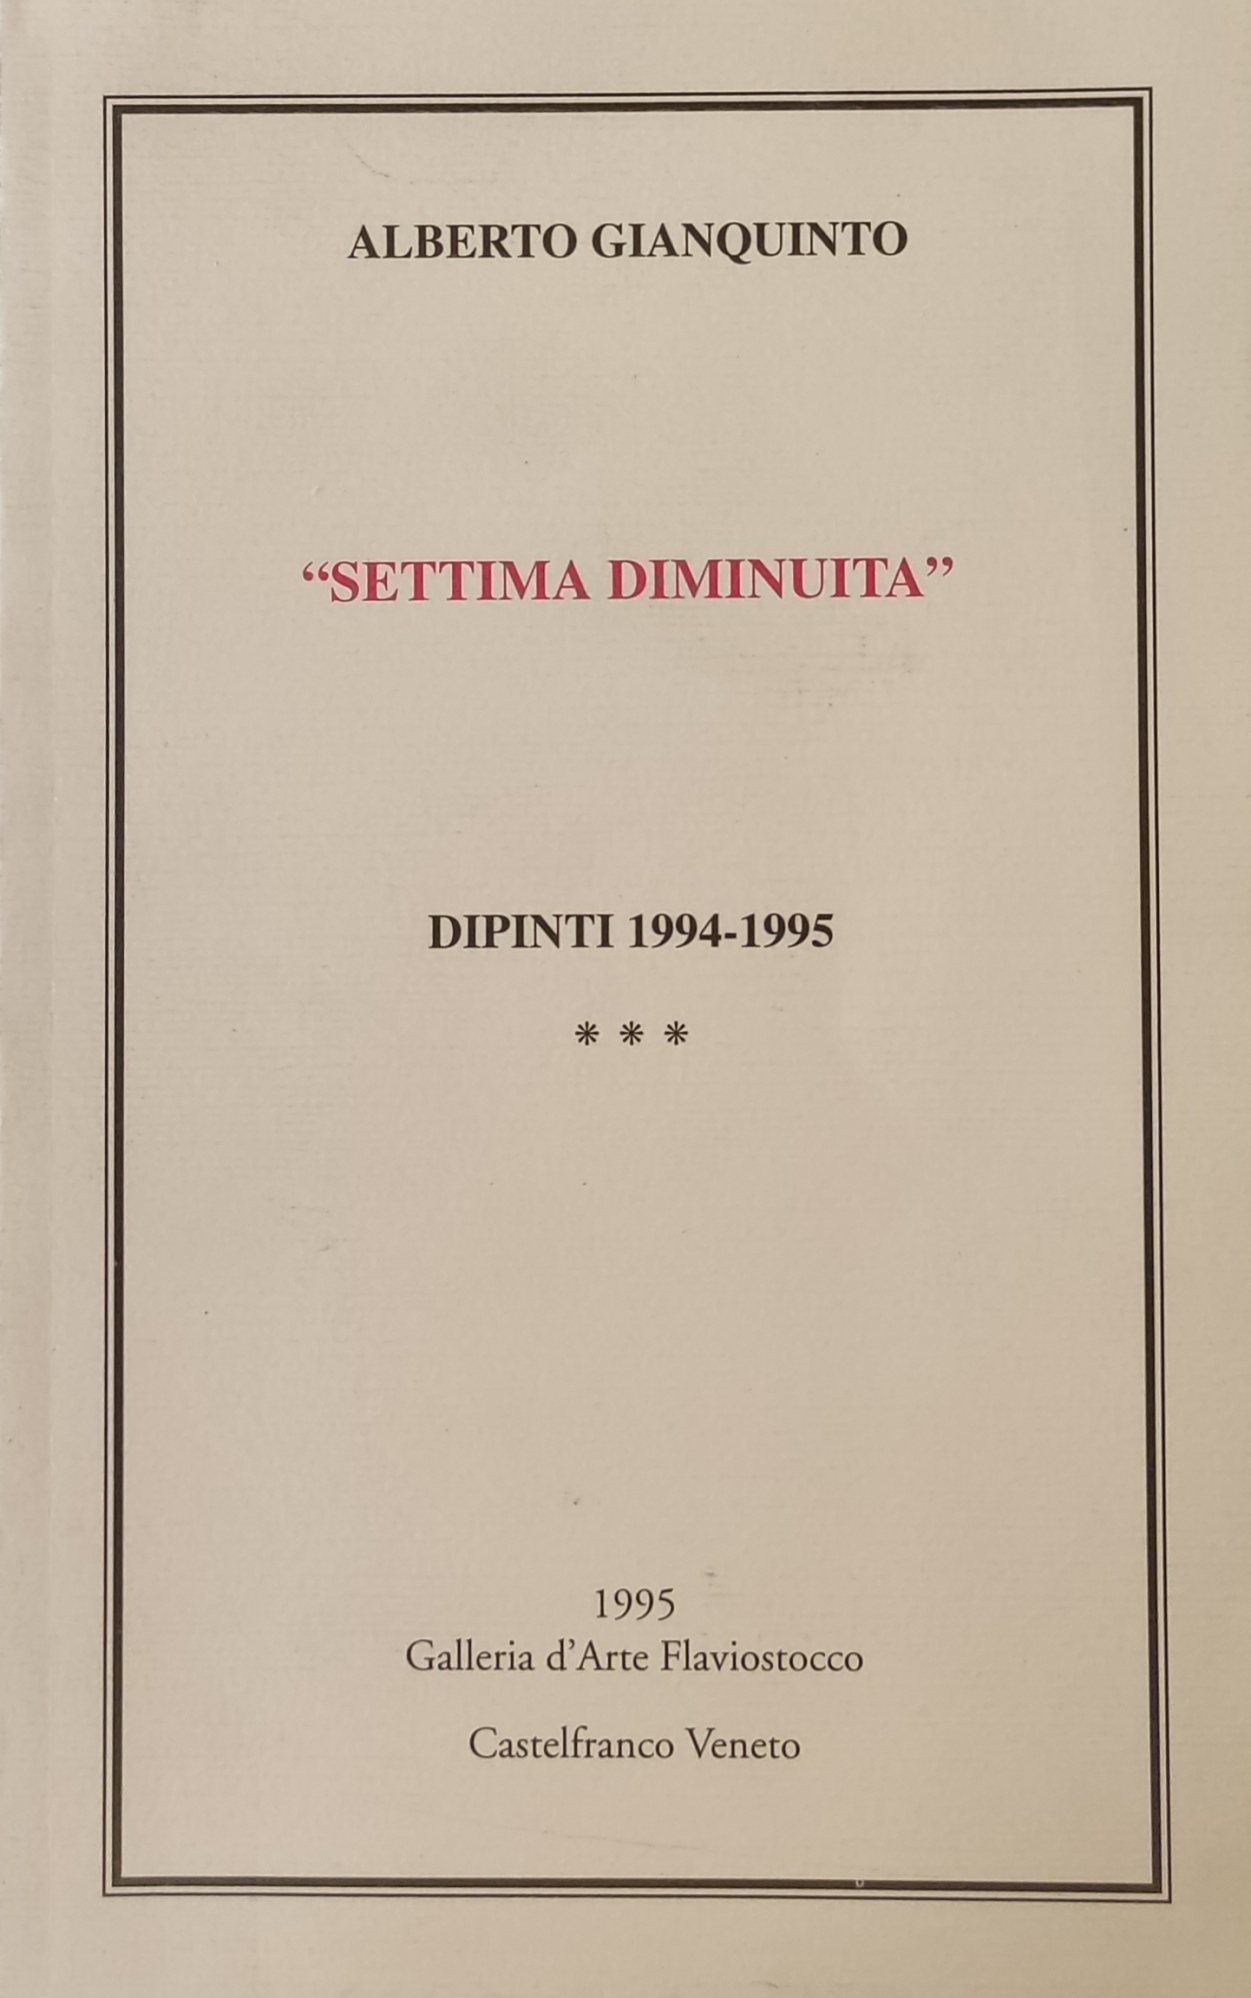 ALBERTO GIANQUINTO
“SETTIMA DIMINUITA”
DIPINTI 1994-1995
* * *
1995
Galleria d’Arte Flaviostocco
Castelfranco Veneto